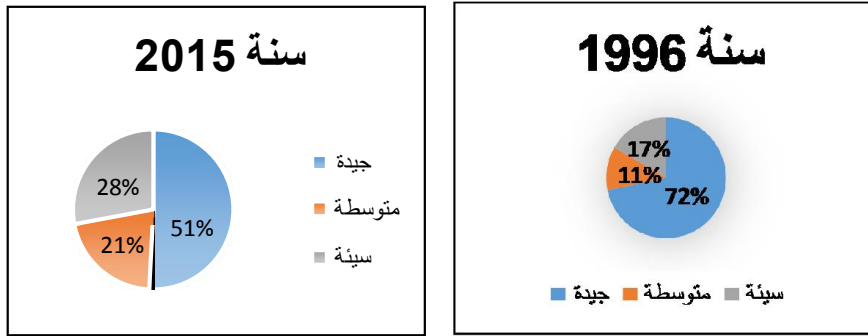 سنة 1996
17%
11%
72%
جيدة متوسطة سيئة
سنة 2015
28%
51%
21%
جيدة
متوسطة
سيئة